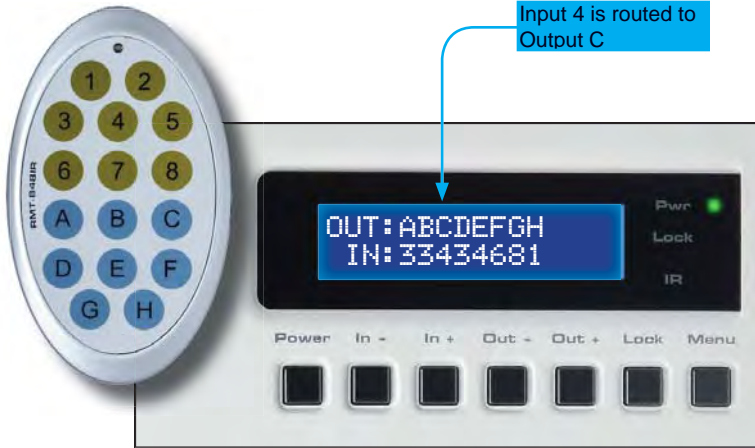 Input 4 is routed to
Output C
1 2
3 4 5
6 7 8
A B C
D E F
G H
RMT-848IR
OUT:ABCDEFGH
IN:33434681
Pwr
Lock
IR
Power In - In + Out - Out + Lock Menu